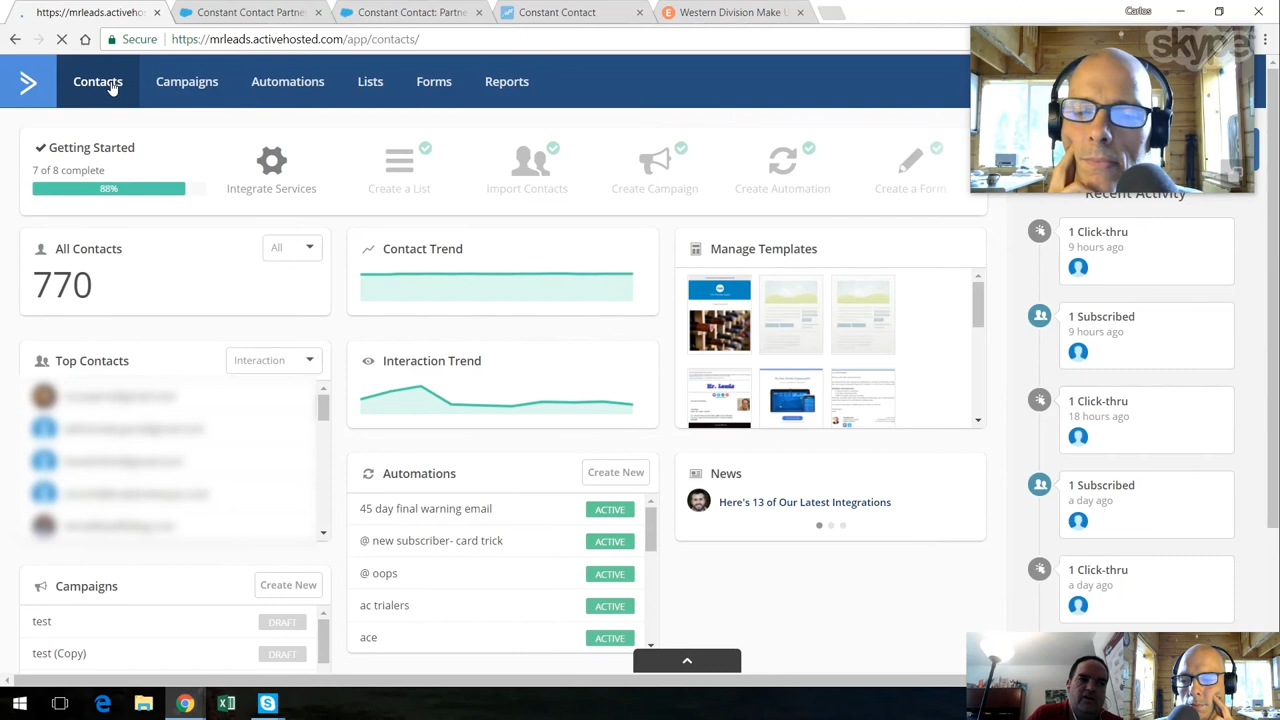 https://mrleads.activehos
Constant Contact Partne
Constant Contact: Partne
Constant Contact
Western Division Make U
Carlos
Secure
https://mrleads.activehosted.com/app/contacts/
skype
Contacts
Campaigns
Automations
Lists
Forms
Reports
Getting Started
7 of 8 complete
88%
Integrate Services
Create a List
Import Contacts
Create Campaign
Create Automation
Create a Form
Recent Activity
All Contacts
All
770
Contact Trend
Manage Templates
1 Click-thru
9 hours ago
1 Subscribed
9 hours ago
Top Contacts
Interaction
Interaction Trend
1 Click-thru
18 hours ago
Automations
Create New
45 day final warning email
ACTIVE
@ new subscriber- card trick
ACTIVE
@ oops
ACTIVE
ac trialers
ACTIVE
ace
ACTIVE
News
Here's 13 of Our Latest Integrations
1 Subscribed
a day ago
1 Click-thru
a day ago
Campaigns
Create New
test
DRAFT
test (Copy)
DRAFT